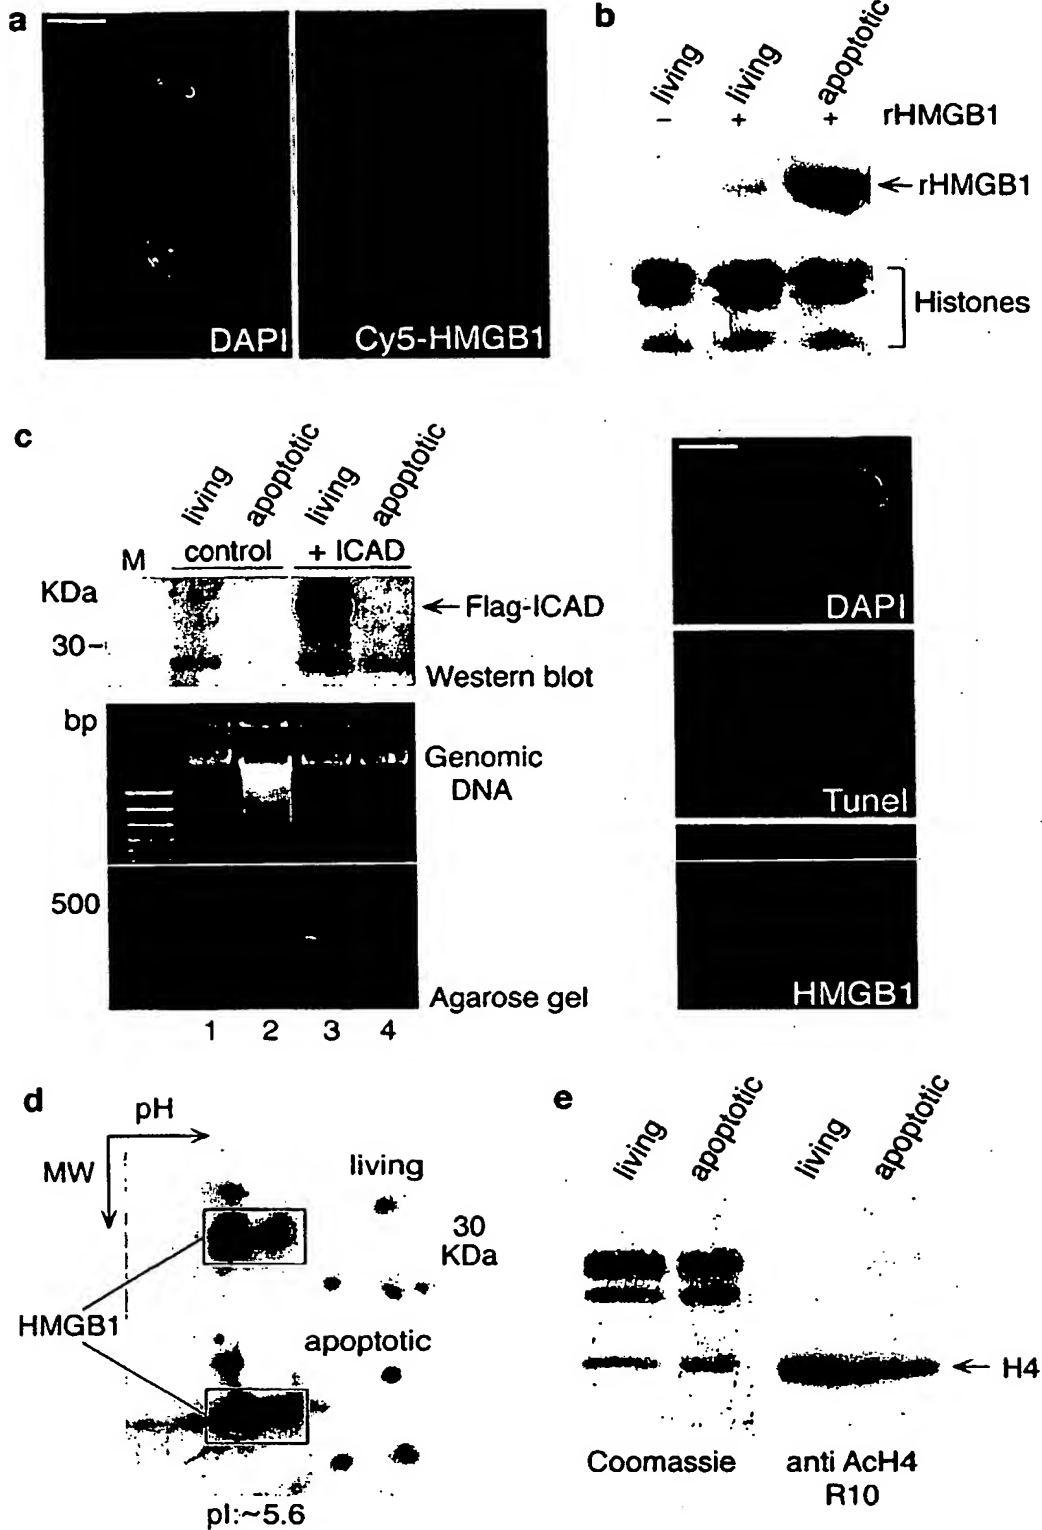 a
DAPI
Cy5-HMGB1
b
living
living
apoptotic
- + + rHMGB1
rHMGB1
Histones
c
living
apoptotic
living
apoptotic
M control + ICAD
KDa
30
Flag-ICAD
Western blot
bp
Genomic
DNA
500
Agarose gel
1 2 3 4
DAPI
Tunel
HMGB1
d
pH
MW
living
30
KDa
HMGB1
apoptotic
pI:~5.6
e
living
apoptotic
living
apoptotic
H4
Coomassie
anti AcH4
R10